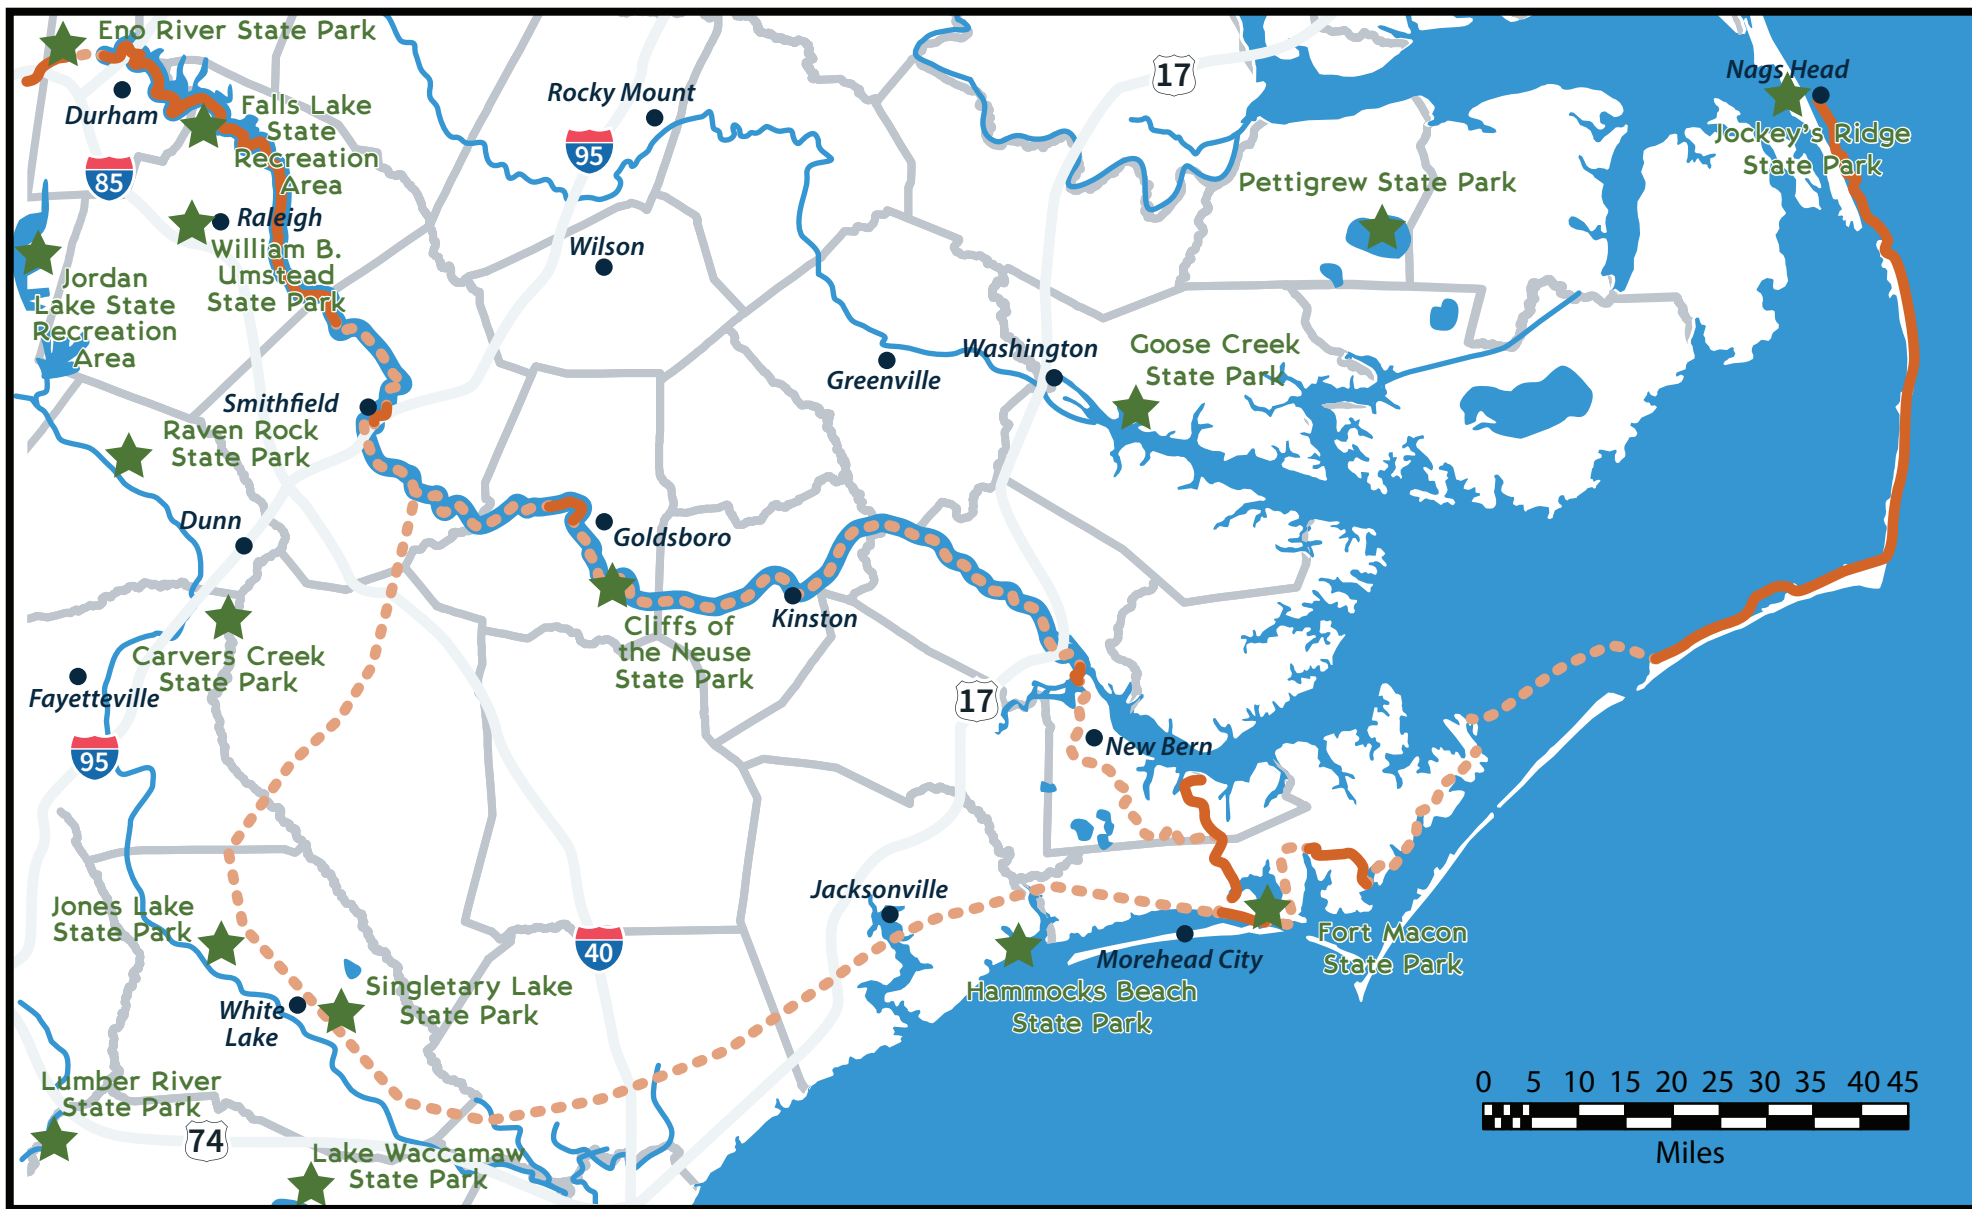 Eno River State Park
17
Nags Head
Rocky Mount
Durham
Falls Lake
State
Recreation
Area
95
Jockey's Ridge
State Park
85
Pettigrew State Park
Raleigh
William B.
Umstead
State Park
Wilson
Jordan
Lake State
Recreation
Area
Washington
Goose Creek
State Park
Greenville
Smithfield
Raven Rock
State Park
Dunn
Goldsboro
Kinston
Cliffs of
the Neuse
State Park
Carvers Creek
State Park
Fayetteville
17
95
New Bern
Jacksonville
Jones Lake
State Park
40
Fort Macon
State Park
Morehead City
Hammocks Beach
State Park
Singletary Lake
State Park
White
Lake
Lumber River
State Park
74
Lake Waccamaw
State Park
0 5 10 15 20 25 30 35 40 45
Miles